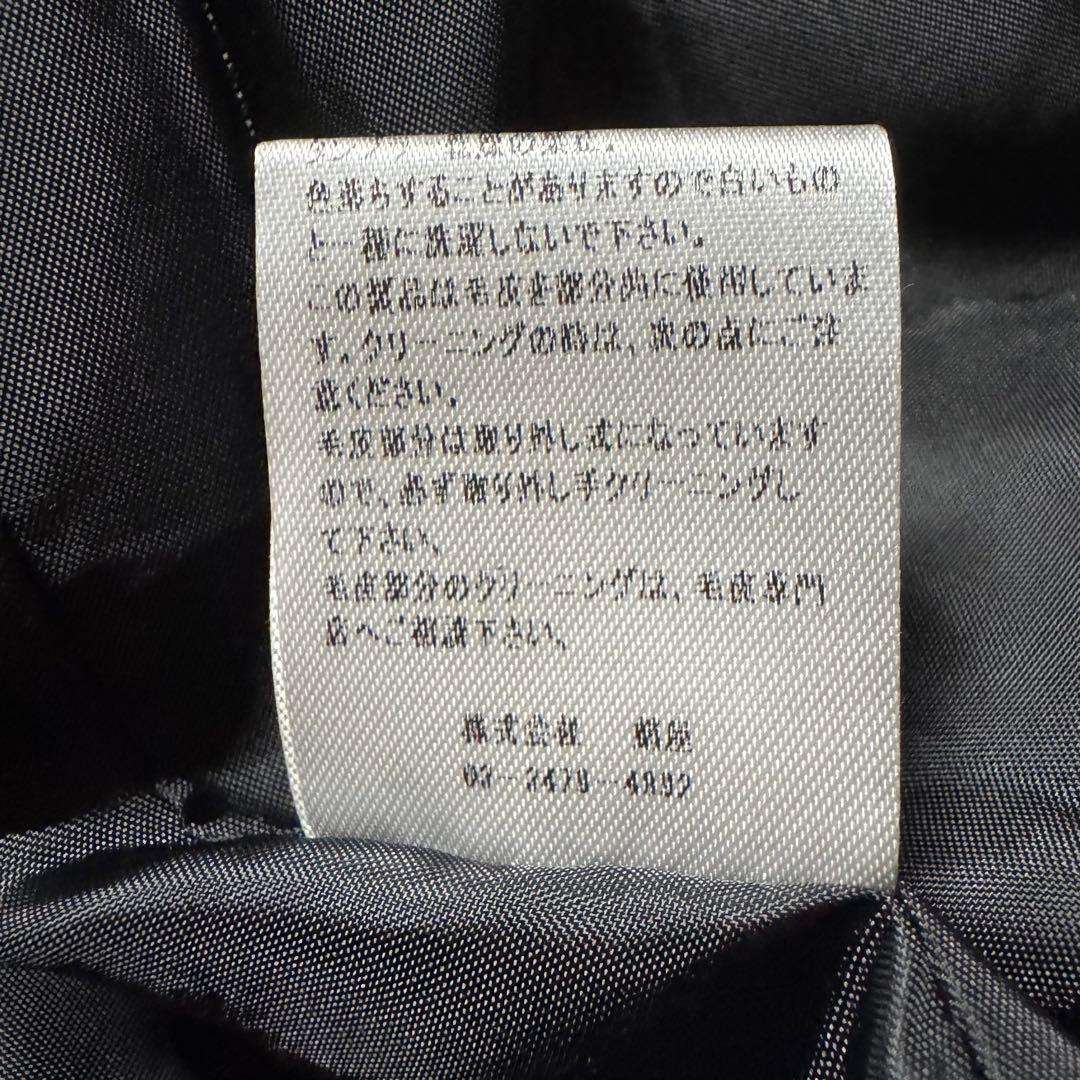 色落ちすることがありますので白いもの
と一種に洗濯しないで下さい。
この製品は毛皮を部分的に使用していま
す。クリーニングの時は、次の点にご注
意ください。
毛皮部分は取り外し式になっています
ので、必ず取り外し手クリーニングし
て下さい、
毛皮部分のクリーニングは、毛皮専門
店へご相談下さい、
株式会社